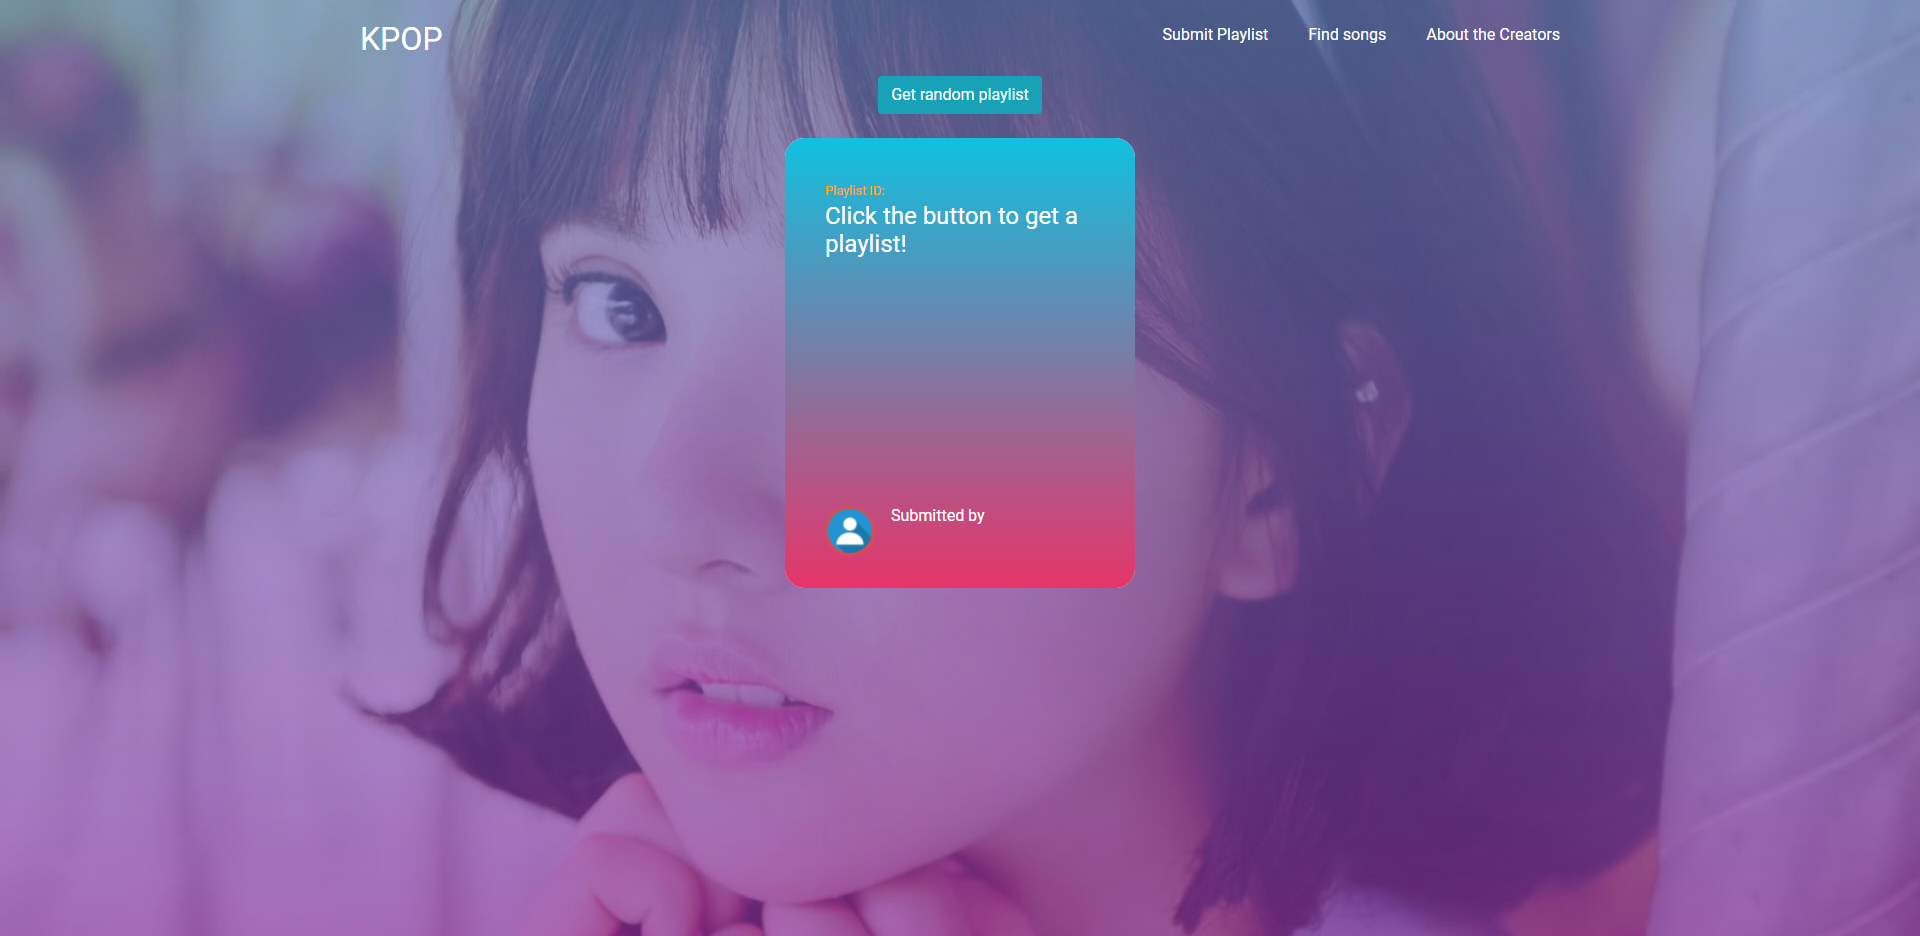 KPOP
Submit Playlist
Find songs
About the Creators
Get random playlist
Playlist ID:
Click the button to get a
playlist!
Submitted by